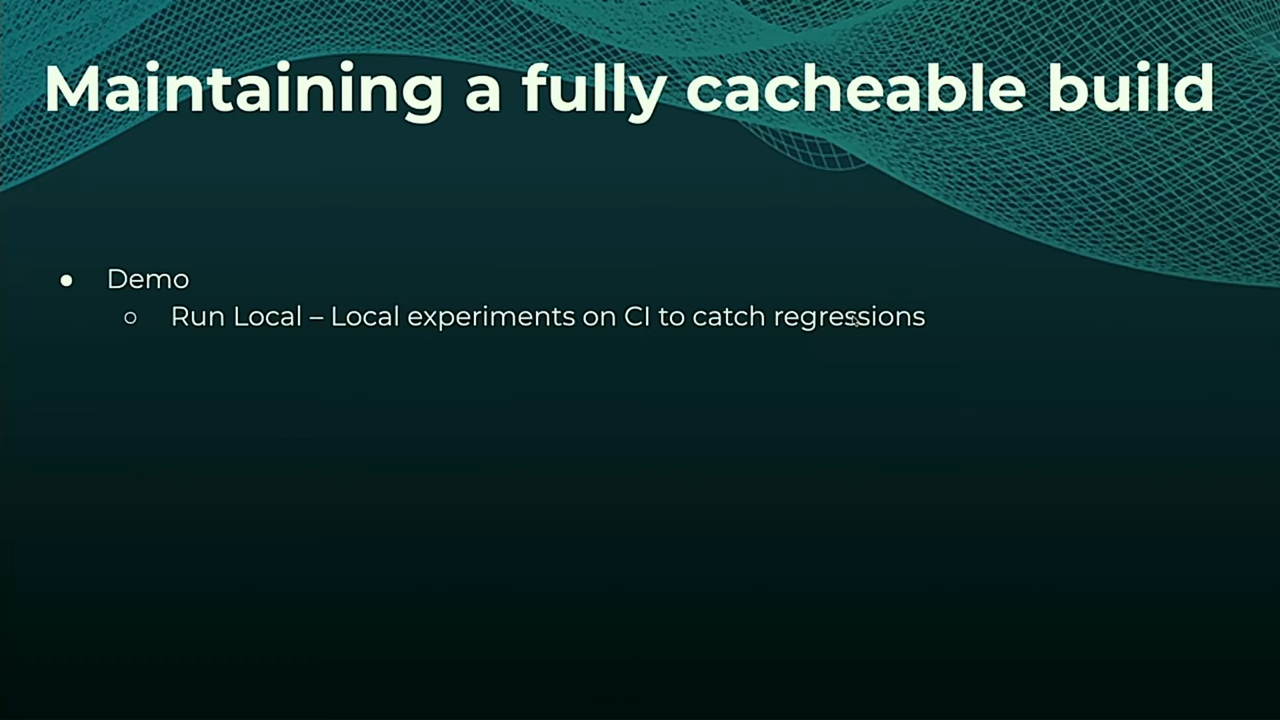 Maintaining a fully cacheable build
● Demo
○ Run Local – Local experiments on CI to catch regressions